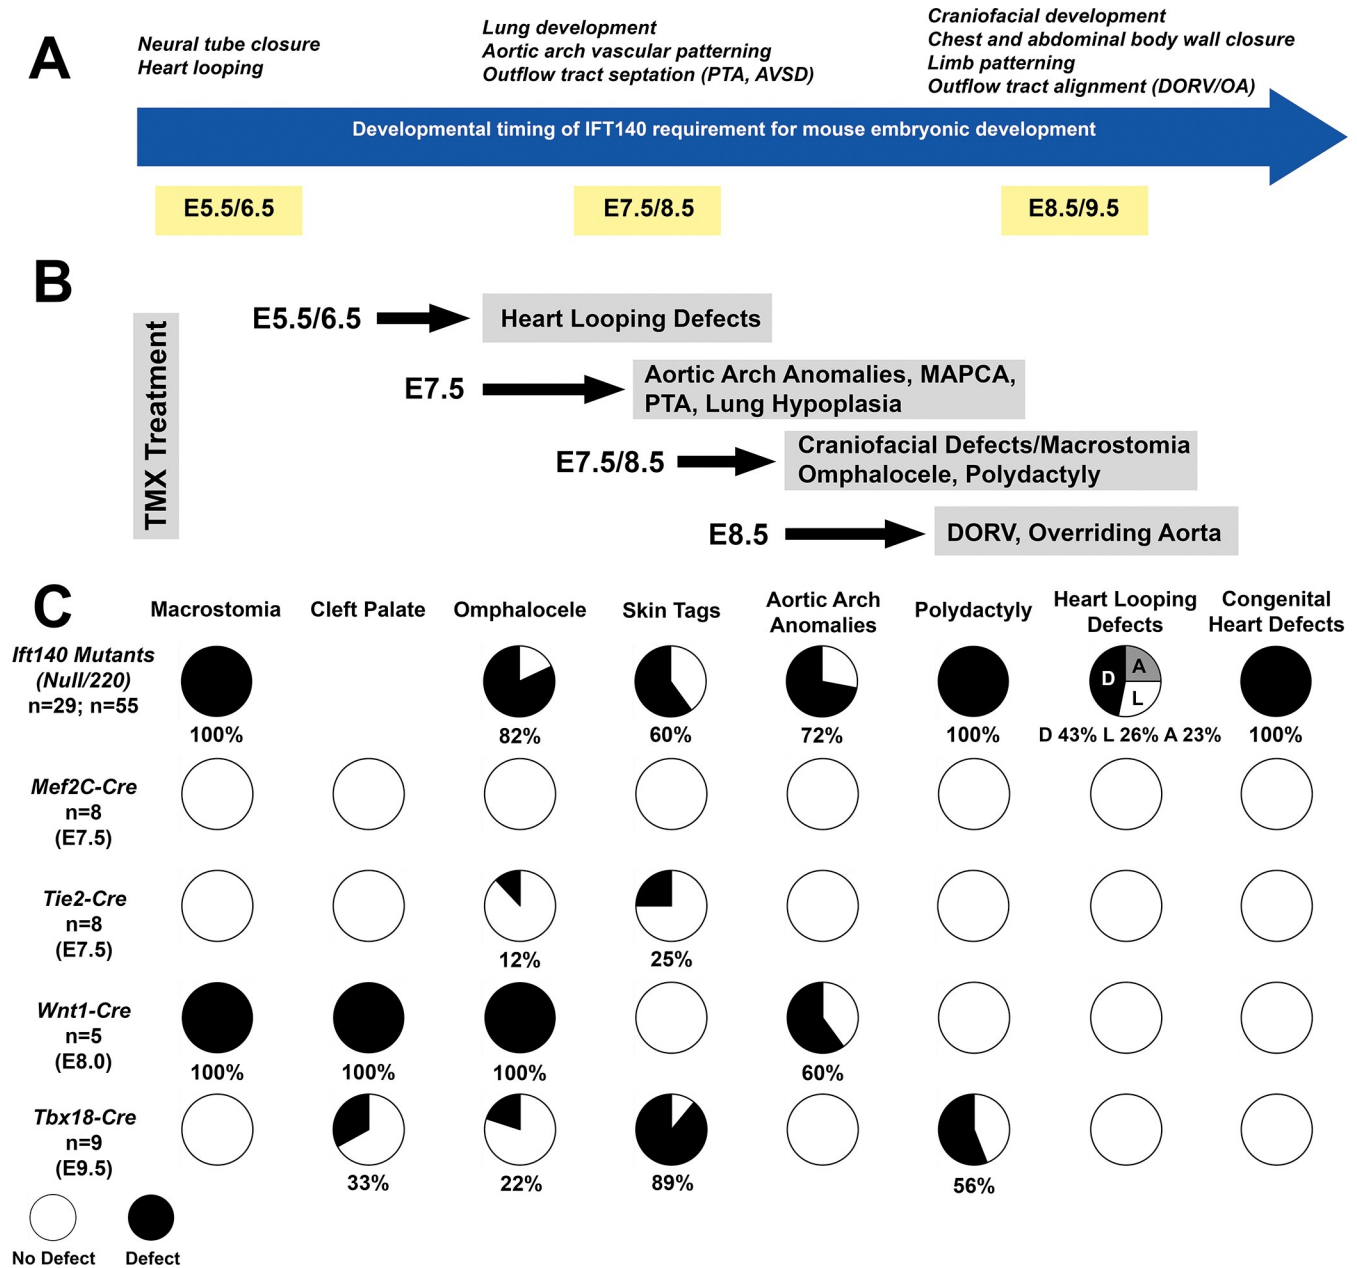 A
Neural tube closure
Heart looping
Lung development
Aortic arch vascular patterning
Outflow tract septation (PTA, AVSD)
Craniofacial development
Chest and abdominal body wall closure
Limb patterning
Outflow tract alignment (DORV/OA)
Developmental timing of IFT140 requirement for mouse embryonic development
E5.5/6.5
E7.5/8.5
E8.5/9.5
B
TMX Treatment
E5.5/6.5
Heart Looping Defects
E7.5
Aortic Arch Anomalies, MAPCA,
PTA, Lung Hypoplasia
E7.5/8.5
Craniofacial Defects/Macrostomia
Omphalocele, Polydactyly
E8.5
DORV, Overriding Aorta
C
Macrostomia
Cleft Palate
Omphalocele
Skin Tags
Aortic Arch
Anomalies
Polydactyly
Heart Looping
Defects
Congenital
Heart Defects
Ift140 Mutants
(Null/220)
n=29; n=55
D
A
L
100%
82%
60%
72%
100%
D 43% L 26% A 23%
100%
Mef2C-Cre
n=8
(E7.5)
Tie2-Cre
n=8
(E7.5)
12%
25%
Wnt1-Cre
n=5
(E8.0)
100%
100%
100%
60%
Tbx18-Cre
n=9
(E9.5)
33%
22%
89%
56%
No Defect
Defect